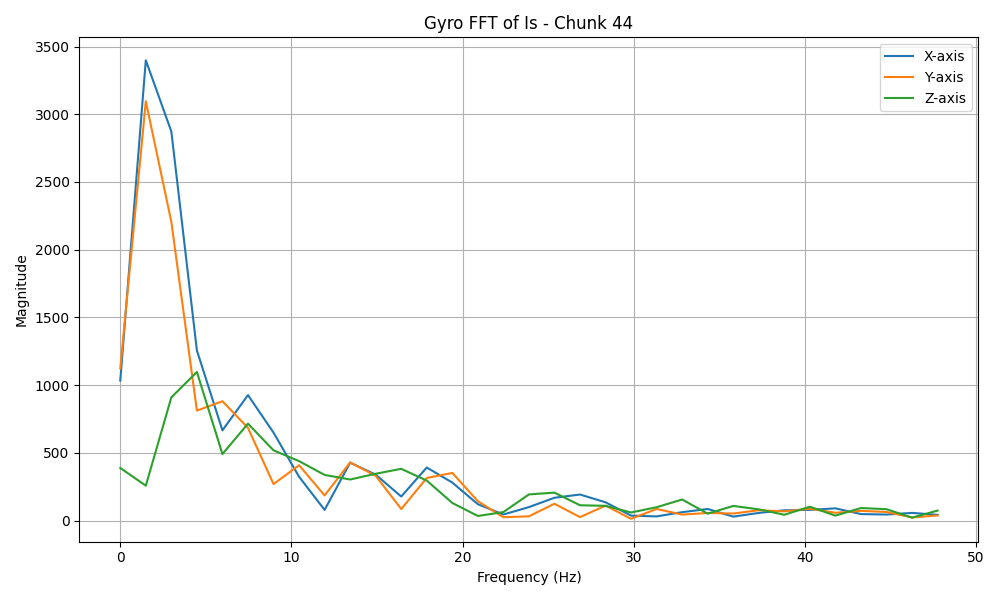 Gyro FFT of Is - Chunk 44
X-axis
Y-axis
Z-axis
Magnitude
3500
3000
2500
2000
1500
1000
500
0
0 10 20 30 40 50
Frequency (Hz)